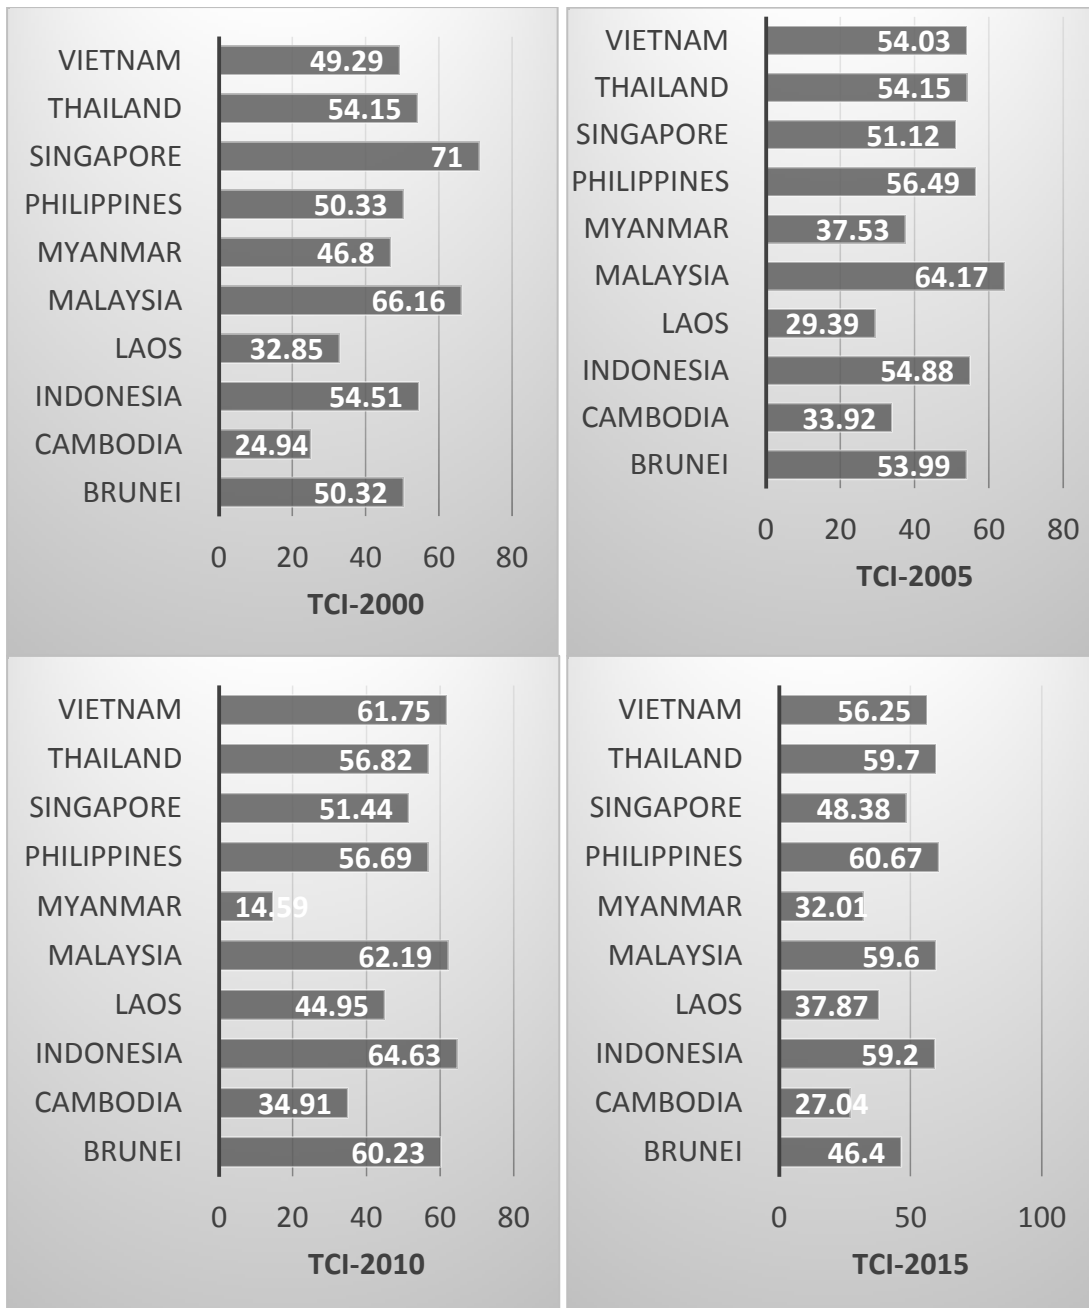 VIETNAM 49.29
THAILAND 54.15
SINGAPORE 71
PHILIPPINES 50.33
MYANMAR 46.8
MALAYSIA 66.16
LAOS 32.85
INDONESIA 54.51
CAMBODIA 24.94
BRUNEI 50.32
0 20 40 60 80
TCI-2000
VIETNAM 54.03
THAILAND 54.15
SINGAPORE 51.12
PHILIPPINES 56.49
MYANMAR 37.53
MALAYSIA 64.17
LAOS 29.39
INDONESIA 54.88
CAMBODIA 33.92
BRUNEI 53.99
0 20 40 60 80
TCI-2005
VIETNAM 61.75
THAILAND 56.82
SINGAPORE 51.44
PHILIPPINES 56.69
MYANMAR 14.59
MALAYSIA 62.19
LAOS 44.95
INDONESIA 64.63
CAMBODIA 34.91
BRUNEI 60.23
0 20 40 60 80
TCI-2010
VIETNAM 56.25
THAILAND 59.7
SINGAPORE 48.38
PHILIPPINES 60.67
MYANMAR 32.01
MALAYSIA 59.6
LAOS 37.87
INDONESIA 59.2
CAMBODIA 27.04
BRUNEI 46.4
0 50 100
TCI-2015